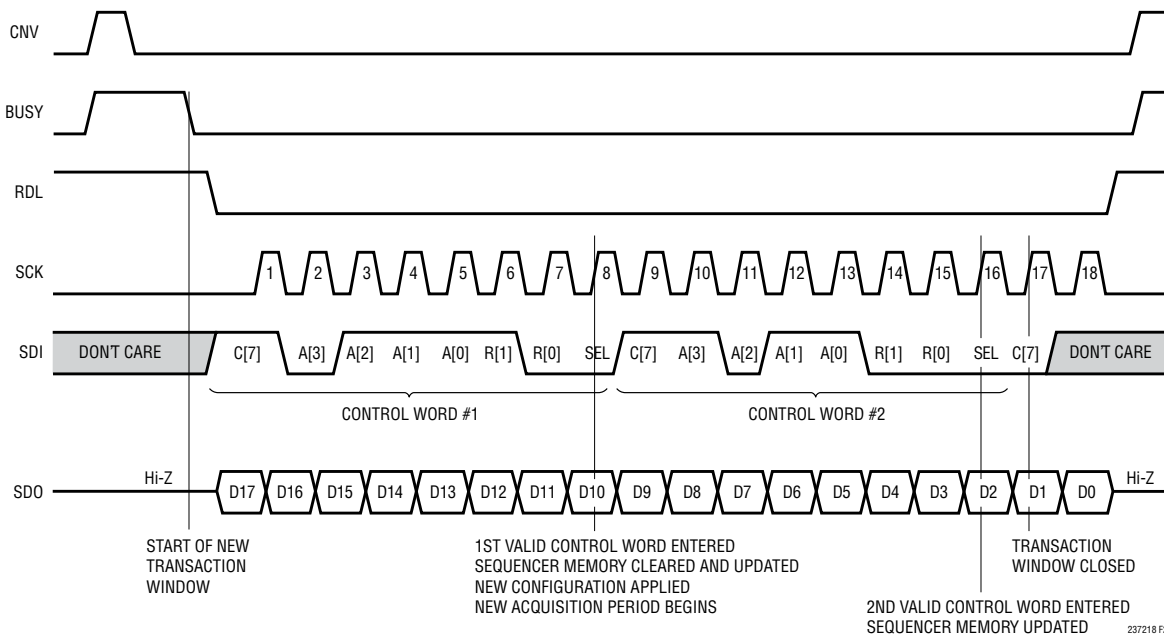 CNV
BUSY
RDL
SCK 1 2 3 4 5 6 7 8 9 10 11 12 13 14 15 16 17 18
SDI DON'T CARE C[7] A[3] A[2] A[1] A[0] R[1] R[0] SEL C[7] A[3] A[2] A[1] A[0] R[1] R[0] SEL C[7] DON'T CARE
CONTROL WORD #1 CONTROL WORD #2
SDO Hi-Z D17 D16 D15 D14 D13 D12 D11 D10 D9 D8 D7 D6 D5 D4 D3 D2 D1 D0 Hi-Z
START OF NEW
TRANSACTION
WINDOW
1ST VALID CONTROL WORD ENTERED
SEQUENCER MEMORY CLEARED AND UPDATED
NEW CONFIGURATION APPLIED
NEW ACQUISITION PERIOD BEGINS
TRANSACTION
WINDOW CLOSED
2ND VALID CONTROL WORD ENTERED
SEQUENCER MEMORY UPDATED